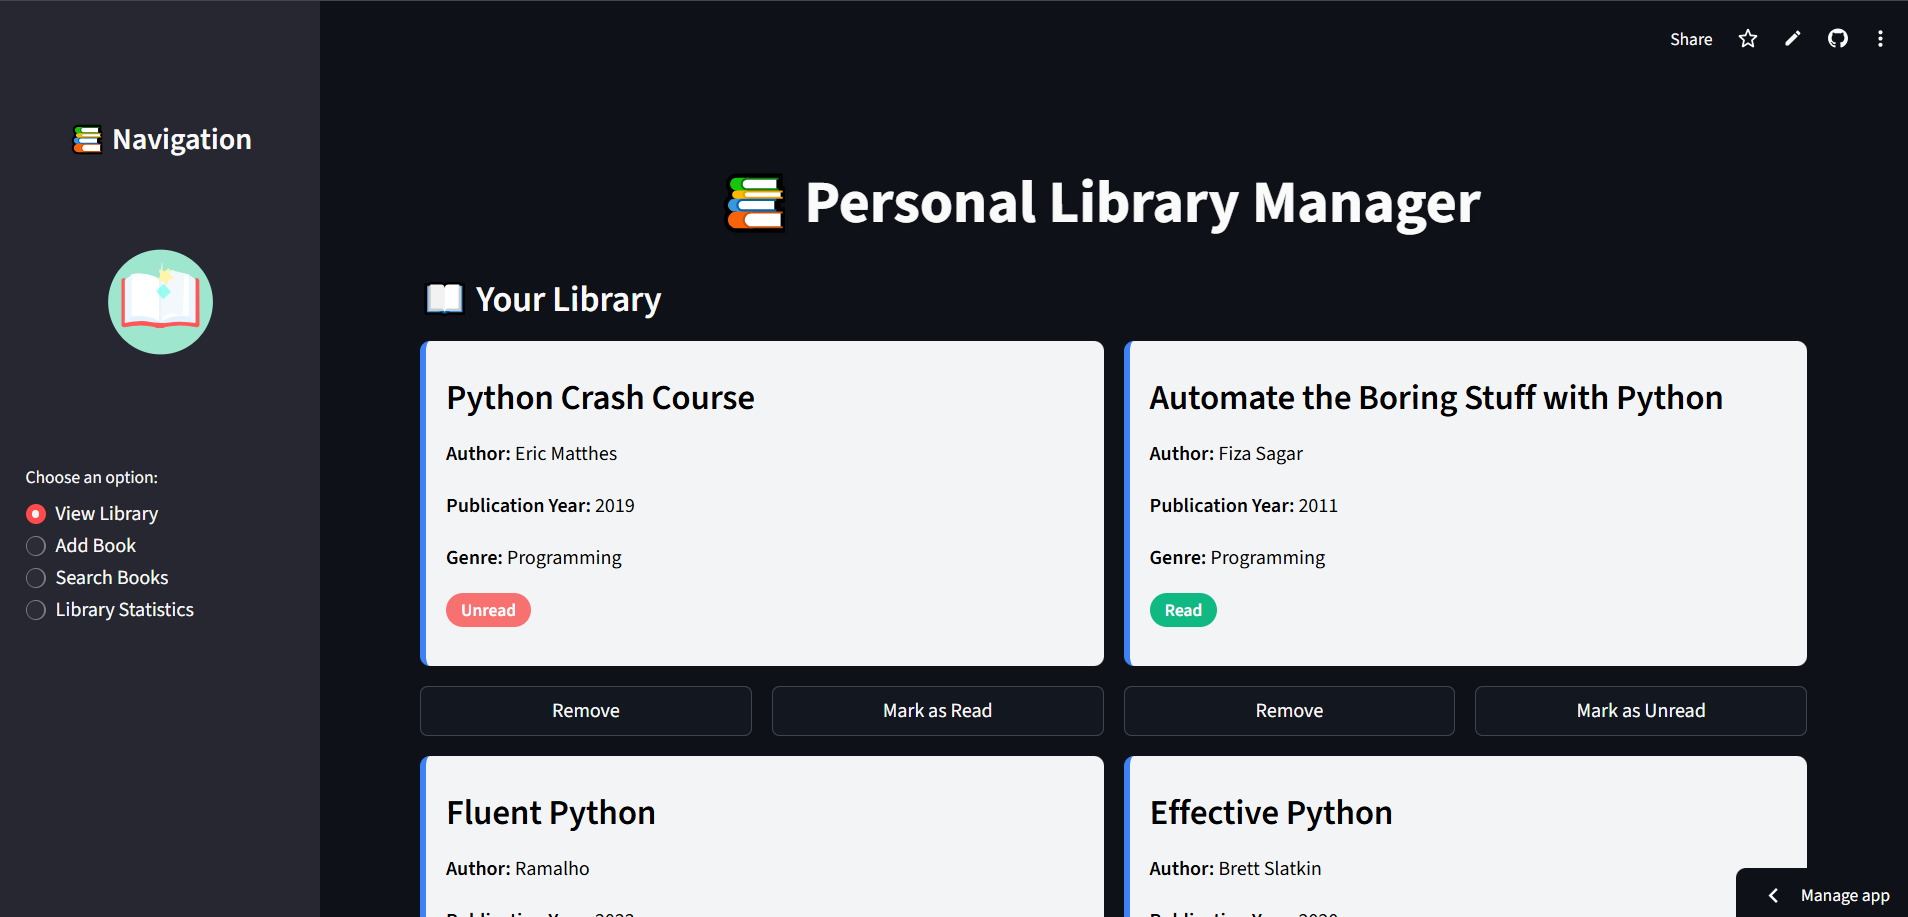 Share
Navigation
Personal Library Manager
Your Library
Choose an option:
View Library
Add Book
Search Books
Library Statistics
Python Crash Course
Author: Eric Matthes
Publication Year: 2019
Genre: Programming
Unread
Remove
Mark as Read
Automate the Boring Stuff with Python
Author: Fiza Sagar
Publication Year: 2011
Genre: Programming
Read
Remove
Mark as Unread
Fluent Python
Author: Ramalho
Effective Python
Author: Brett Slatkin
Manage app